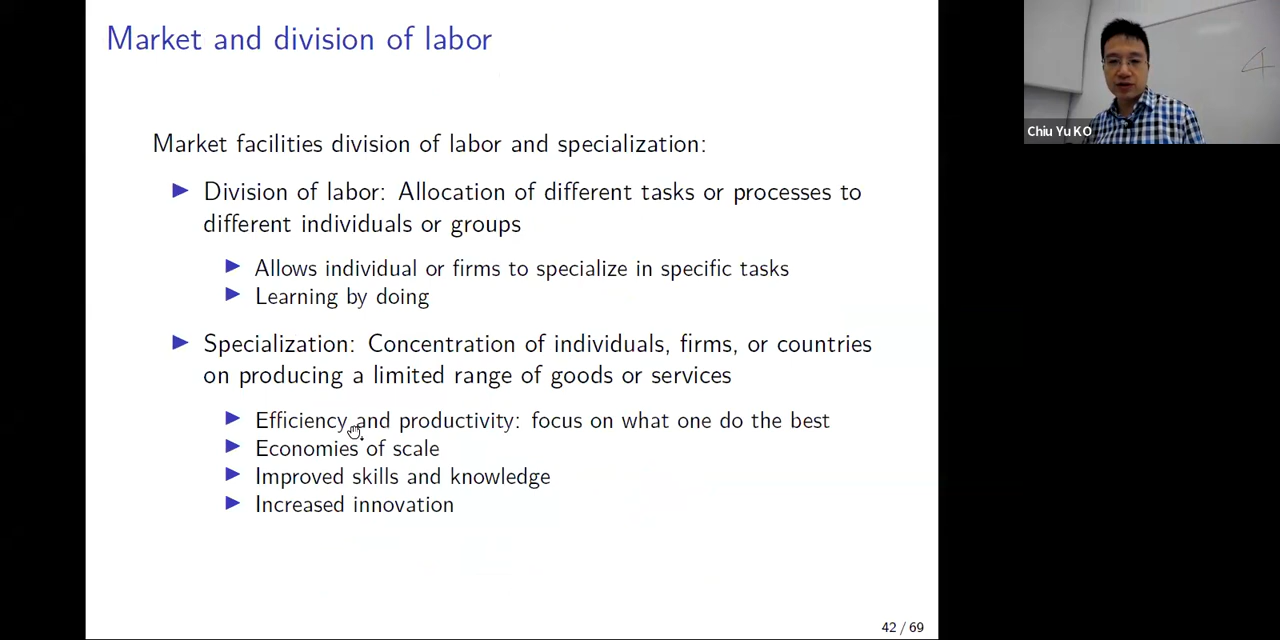 Market and division of labor
Market facilities division of labor and specialization:
Division of labor: Allocation of different tasks or processes to
different individuals or groups
Allows individual or firms to specialize in specific tasks
Learning by doing
Specialization: Concentration of individuals, firms, or countries
on producing a limited range of goods or services
Efficiency and productivity: focus on what one do the best
Economies of scale
Improved skills and knowledge
Increased innovation
42 / 69
Chiu Yu KO
4